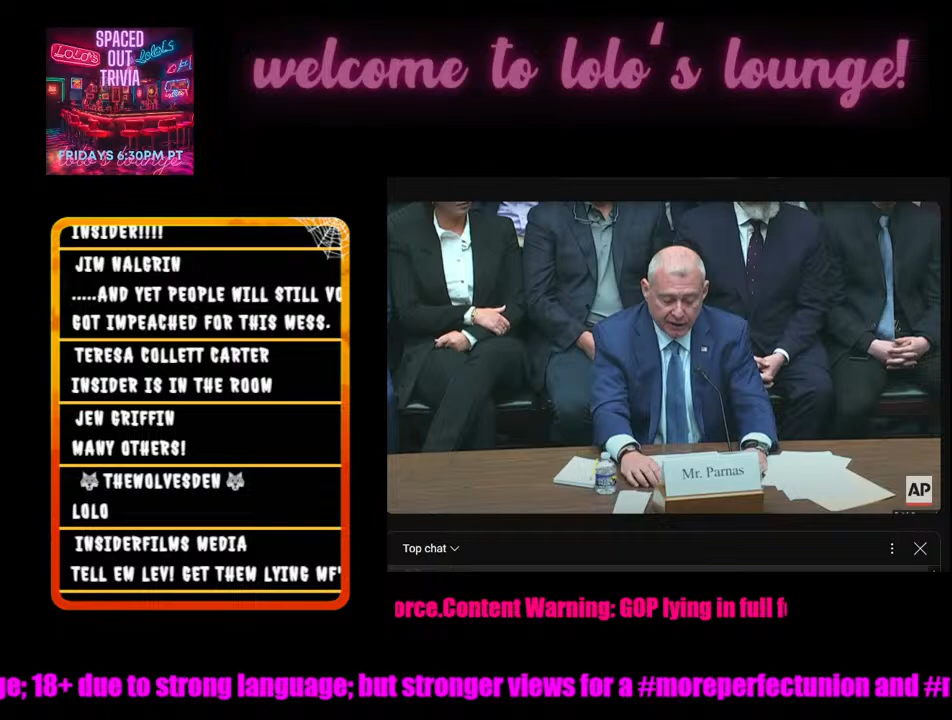 SPACED
OUT
TRIVIA
LOLO'S
LOLO'S
FRIDAYS 6:30PM PT
lolo's lounge
welcome to lolo's lounge!
INSIDER!!!!
JIM WALGRIN
.....AND YET PEOPLE WILL STILL VO
GOT IMPEACHED FOR THIS MESS.
TERESA COLLETT CARTER
INSIDER IS IN THE ROOM
JEN GRIFFIN
MANY OTHERS!
🐺 THEWOLVESDEN 🐺
LOLO
INSIDERFILMS MEDIA
TELL EM LEV! GET THEM LYING MF'
Mr. Parnas
AP
Top chat
orce.Content Warning: GOP lying in full f
ge; 18+ due to strong language; but stronger views for a #moreperfectunion and #